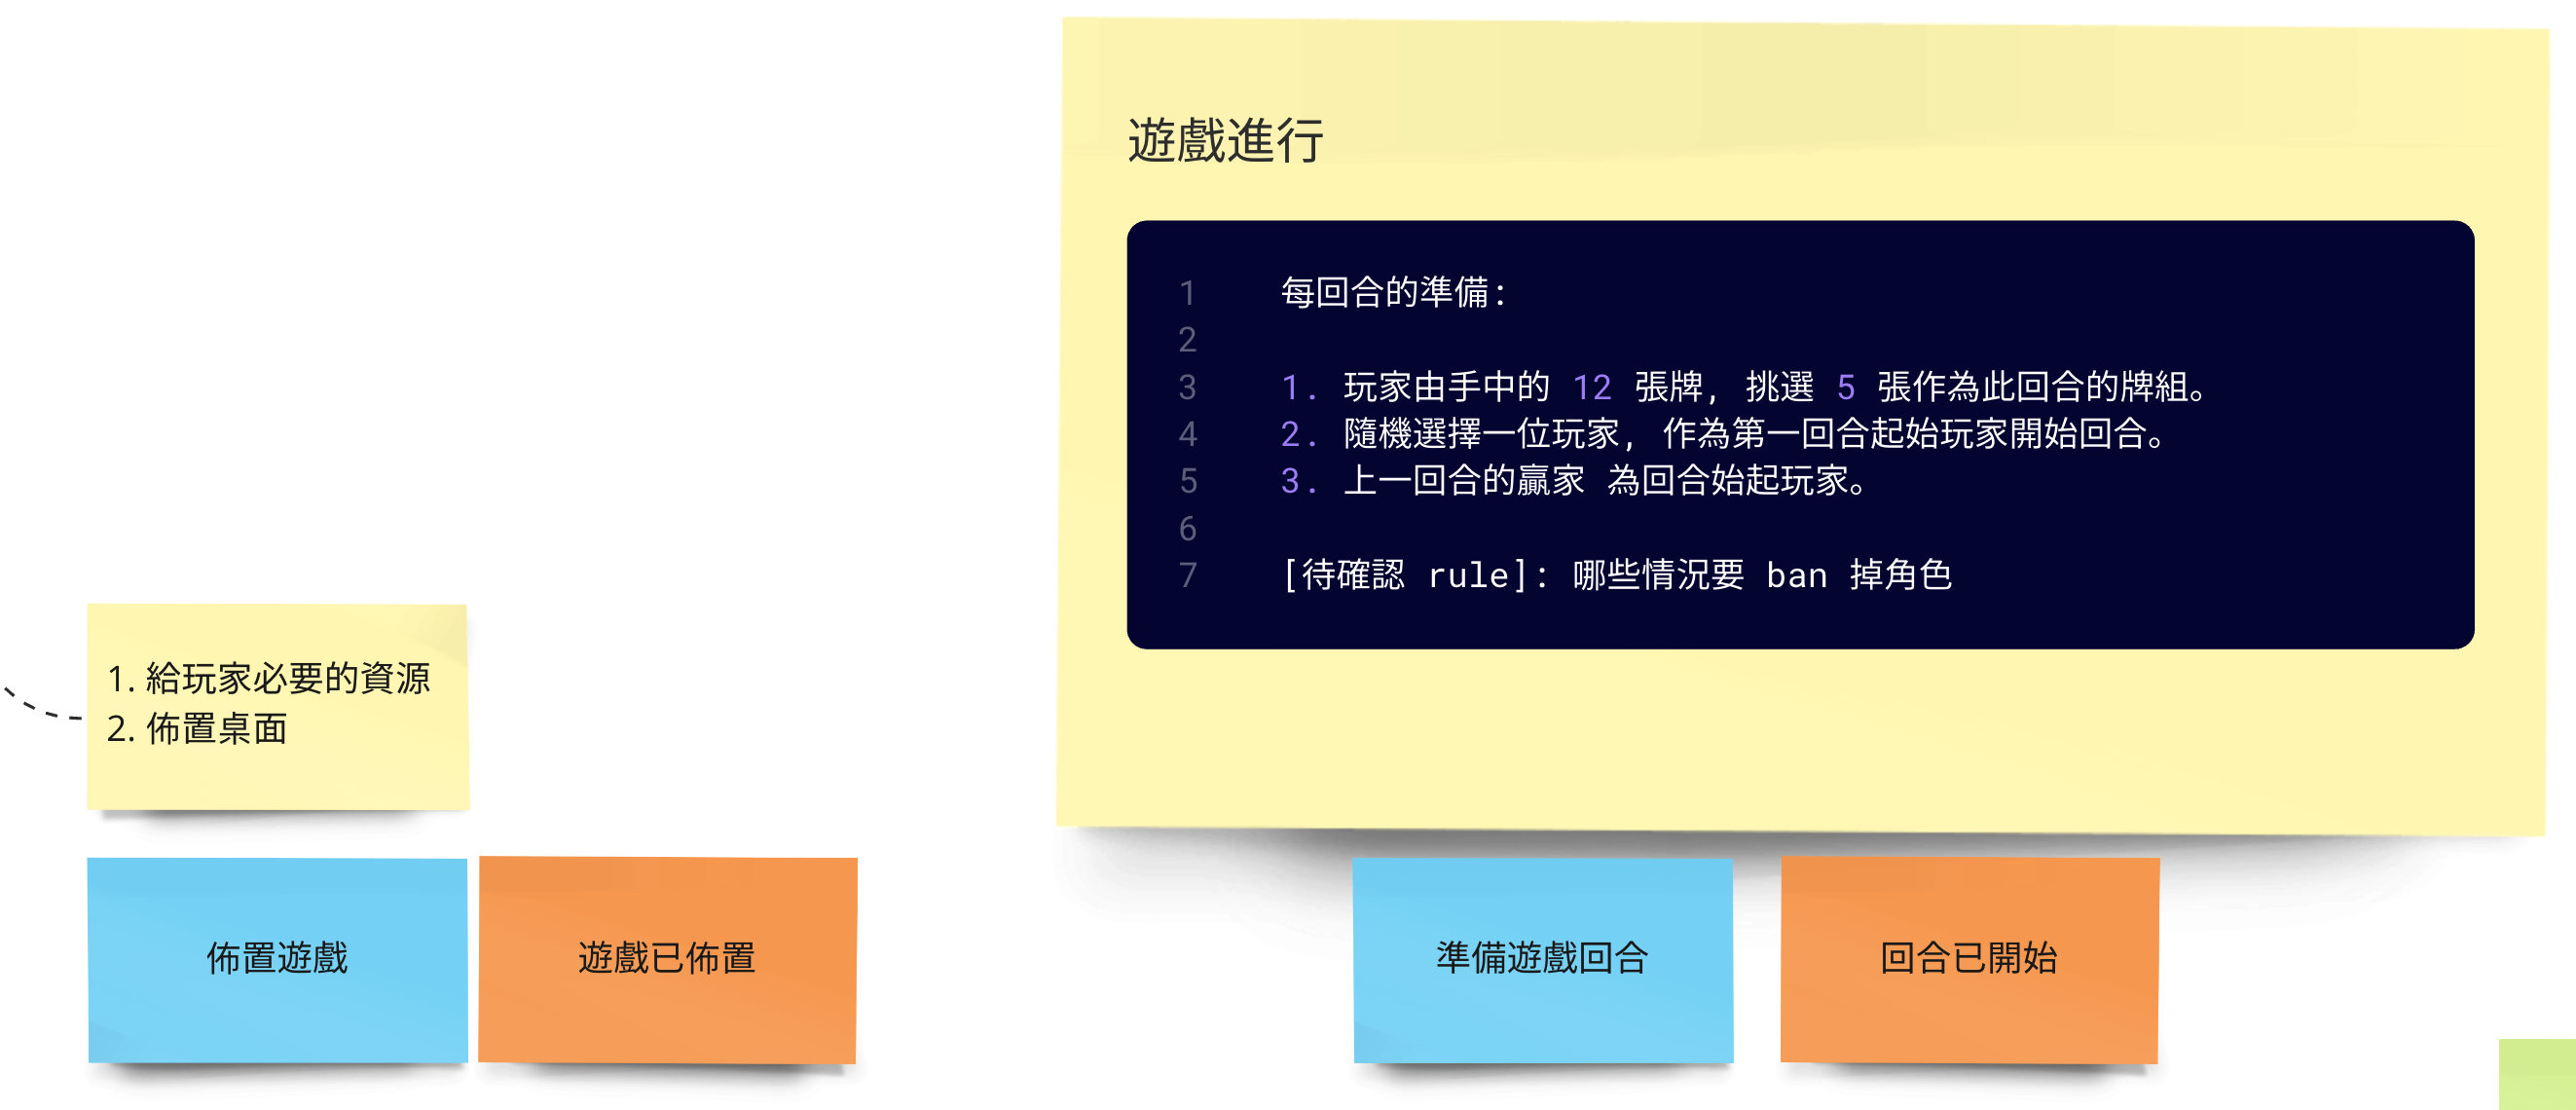 遊戲進行
1 每回合的準備:
2
3 1. 玩家由手中的 12 張牌, 挑選 5 張作為此回合的牌組。
4 2. 隨機選擇一位玩家, 作為第一回合起始玩家開始回合。
5 3. 上一回合的贏家 為回合始起玩家。
6
7 [待確認 rule]: 哪些情況要 ban 掉角色
1. 給玩家必要的資源
2. 佈置桌面
佈置遊戲
遊戲已佈置
準備遊戲回合
回合已開始